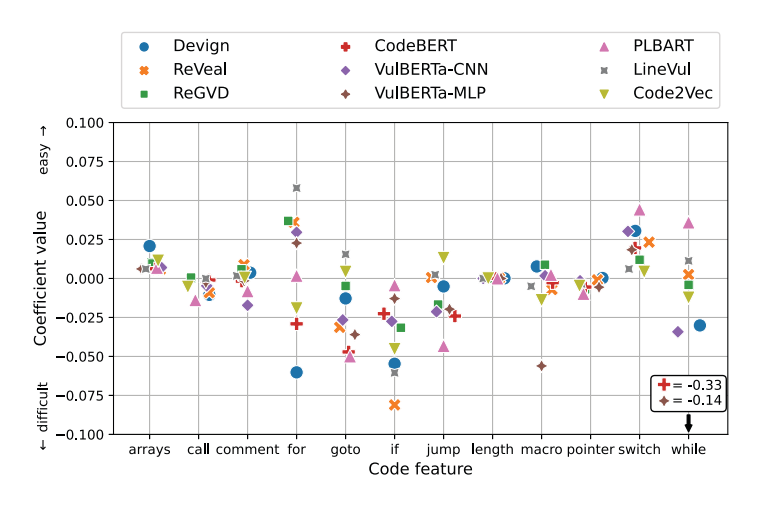 Devign CodeBERT PLBART
ReVeal VulBERTa-CNN LineVul
ReGVD VulBERTa-MLP Code2Vec
0.100
0.075
0.050
0.025
0.000
−0.025
−0.050
−0.075
−0.100
← difficult easy →
Coefficient value
= -0.33
= -0.14
arrays call comment for goto if jump length macro pointer switch while
Code feature